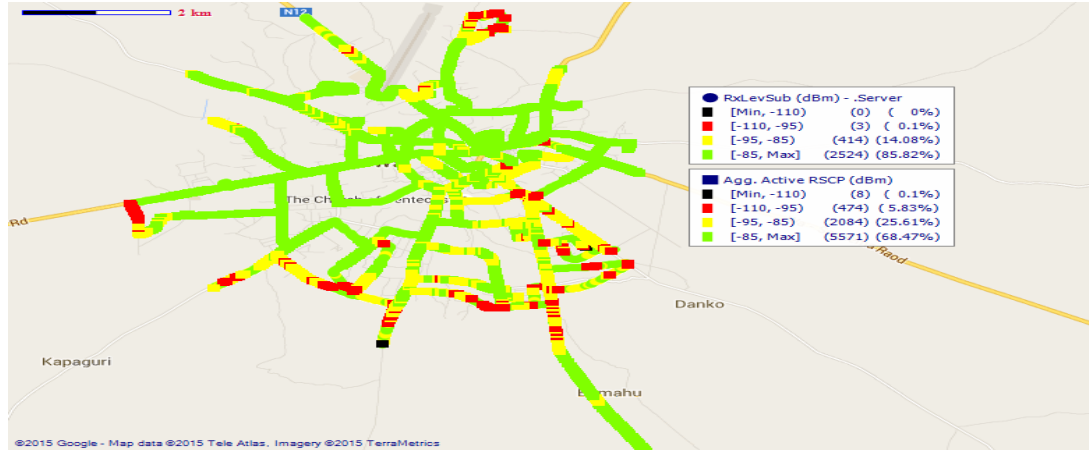 2 km
N12
RxLevSub (dBm) - .Server
[Min, -110) (0) ( 0%)
[-110, -95) (3) ( 0.1%)
[-95, -85) (414) (14.08%)
[-85, Max] (2524) (85.82%)
Agg. Active RSCP (dBm)
[Min, -110) (8) ( 0.1%)
[-110, -95) (474) ( 5.83%)
[-95, -85) (2084) (25.61%)
[-85, Max] (5571) (68.47%)
The Church of
Rd
Raod
Danko
Kapaguri
©2015 Google - Map data ©2015 Tele Atlas, Imagery ©2015 TerraMetrics